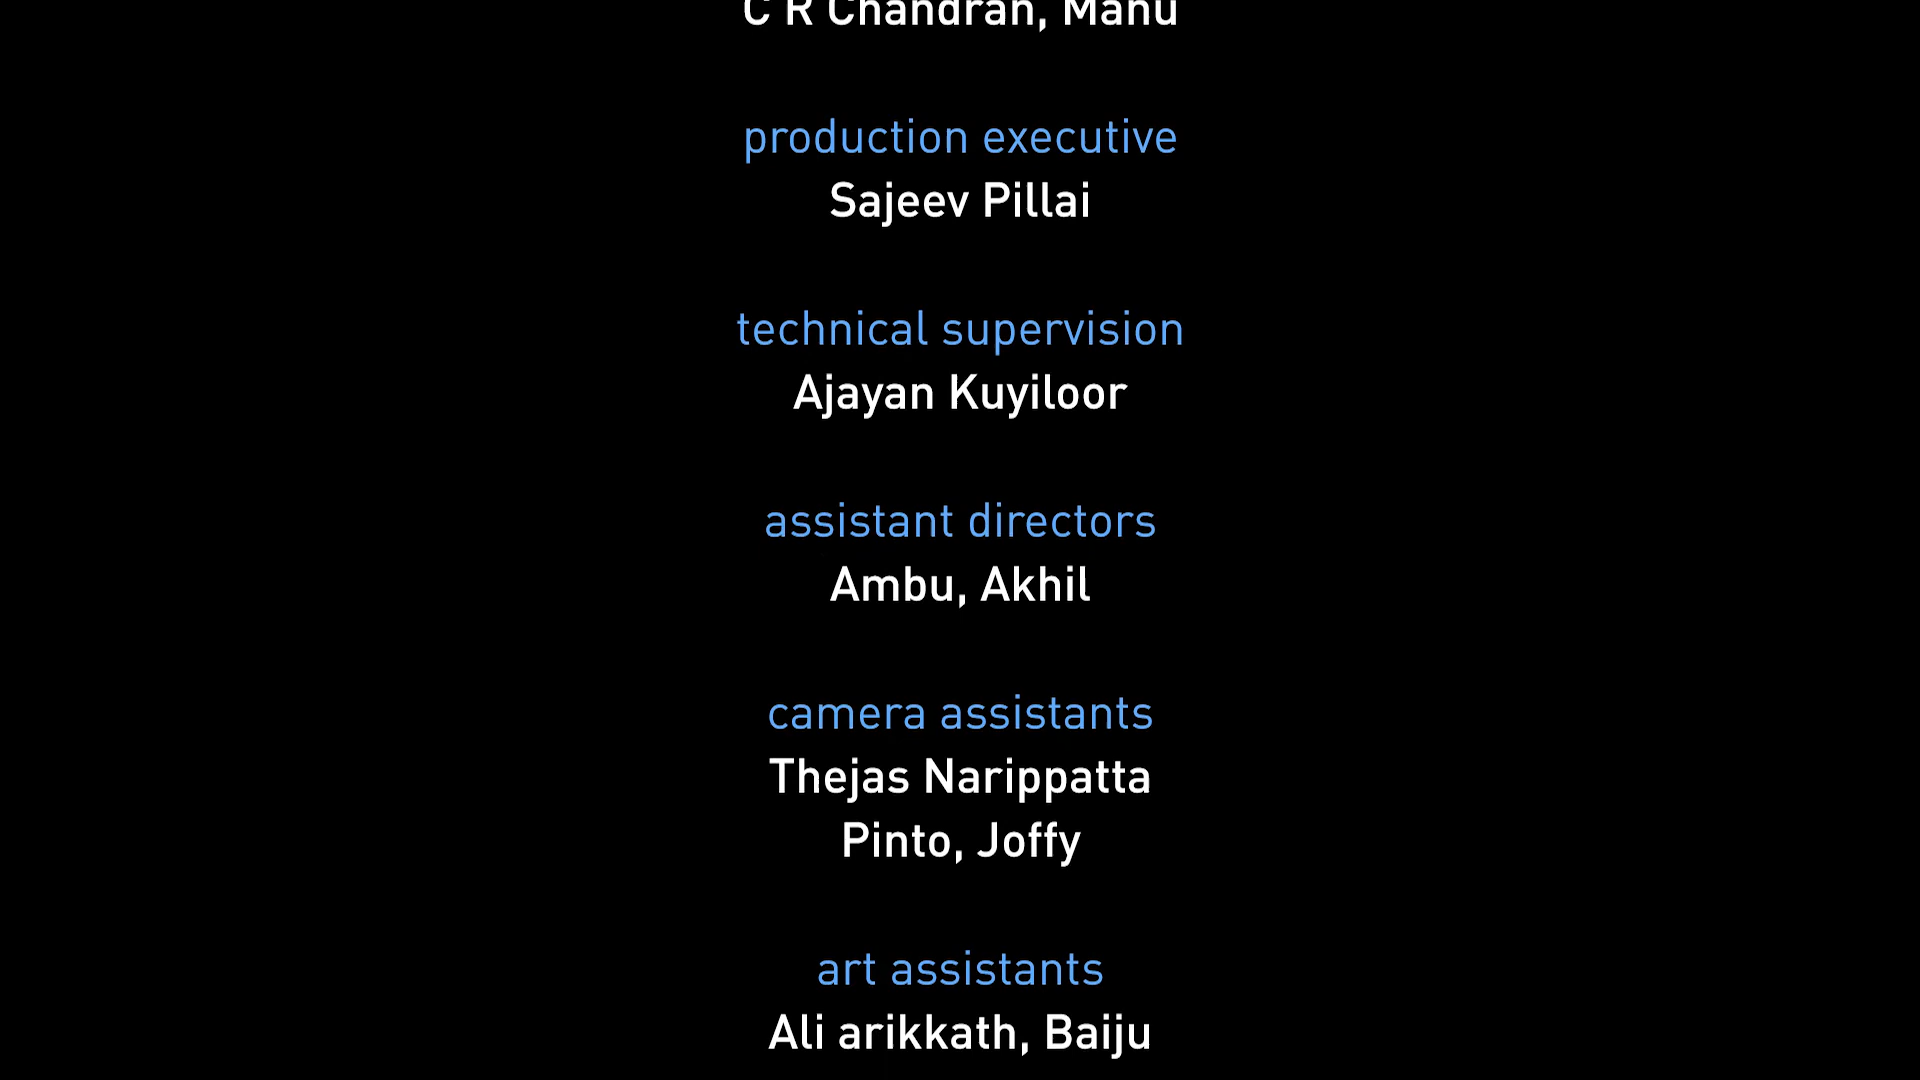 C R Chandran, Manu
production executive
Sajeev Pillai
technical supervision
Ajayan Kuyiloor
assistant directors
Ambu, Akhil
camera assistants
Thejas Narippatta
Pinto, Joffy
art assistants
Ali arikkath, Baiju